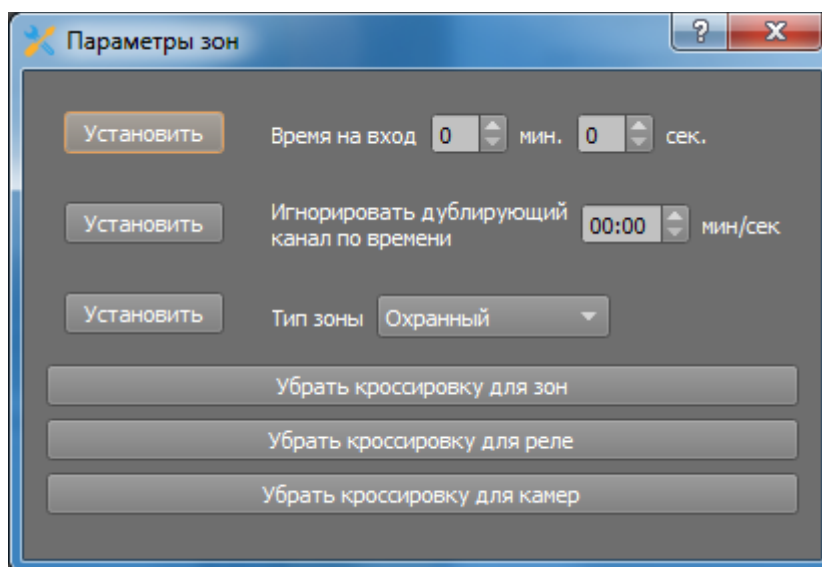 Параметры зон
Установить Время на вход 0 мин. 0 сек.
Установить Игнорировать дублирующий
канал по времени 00:00 мин/сек
Установить Тип зоны Охранный
Убрать кроссировку для зон
Убрать кроссировку для реле
Убрать кроссировку для камер